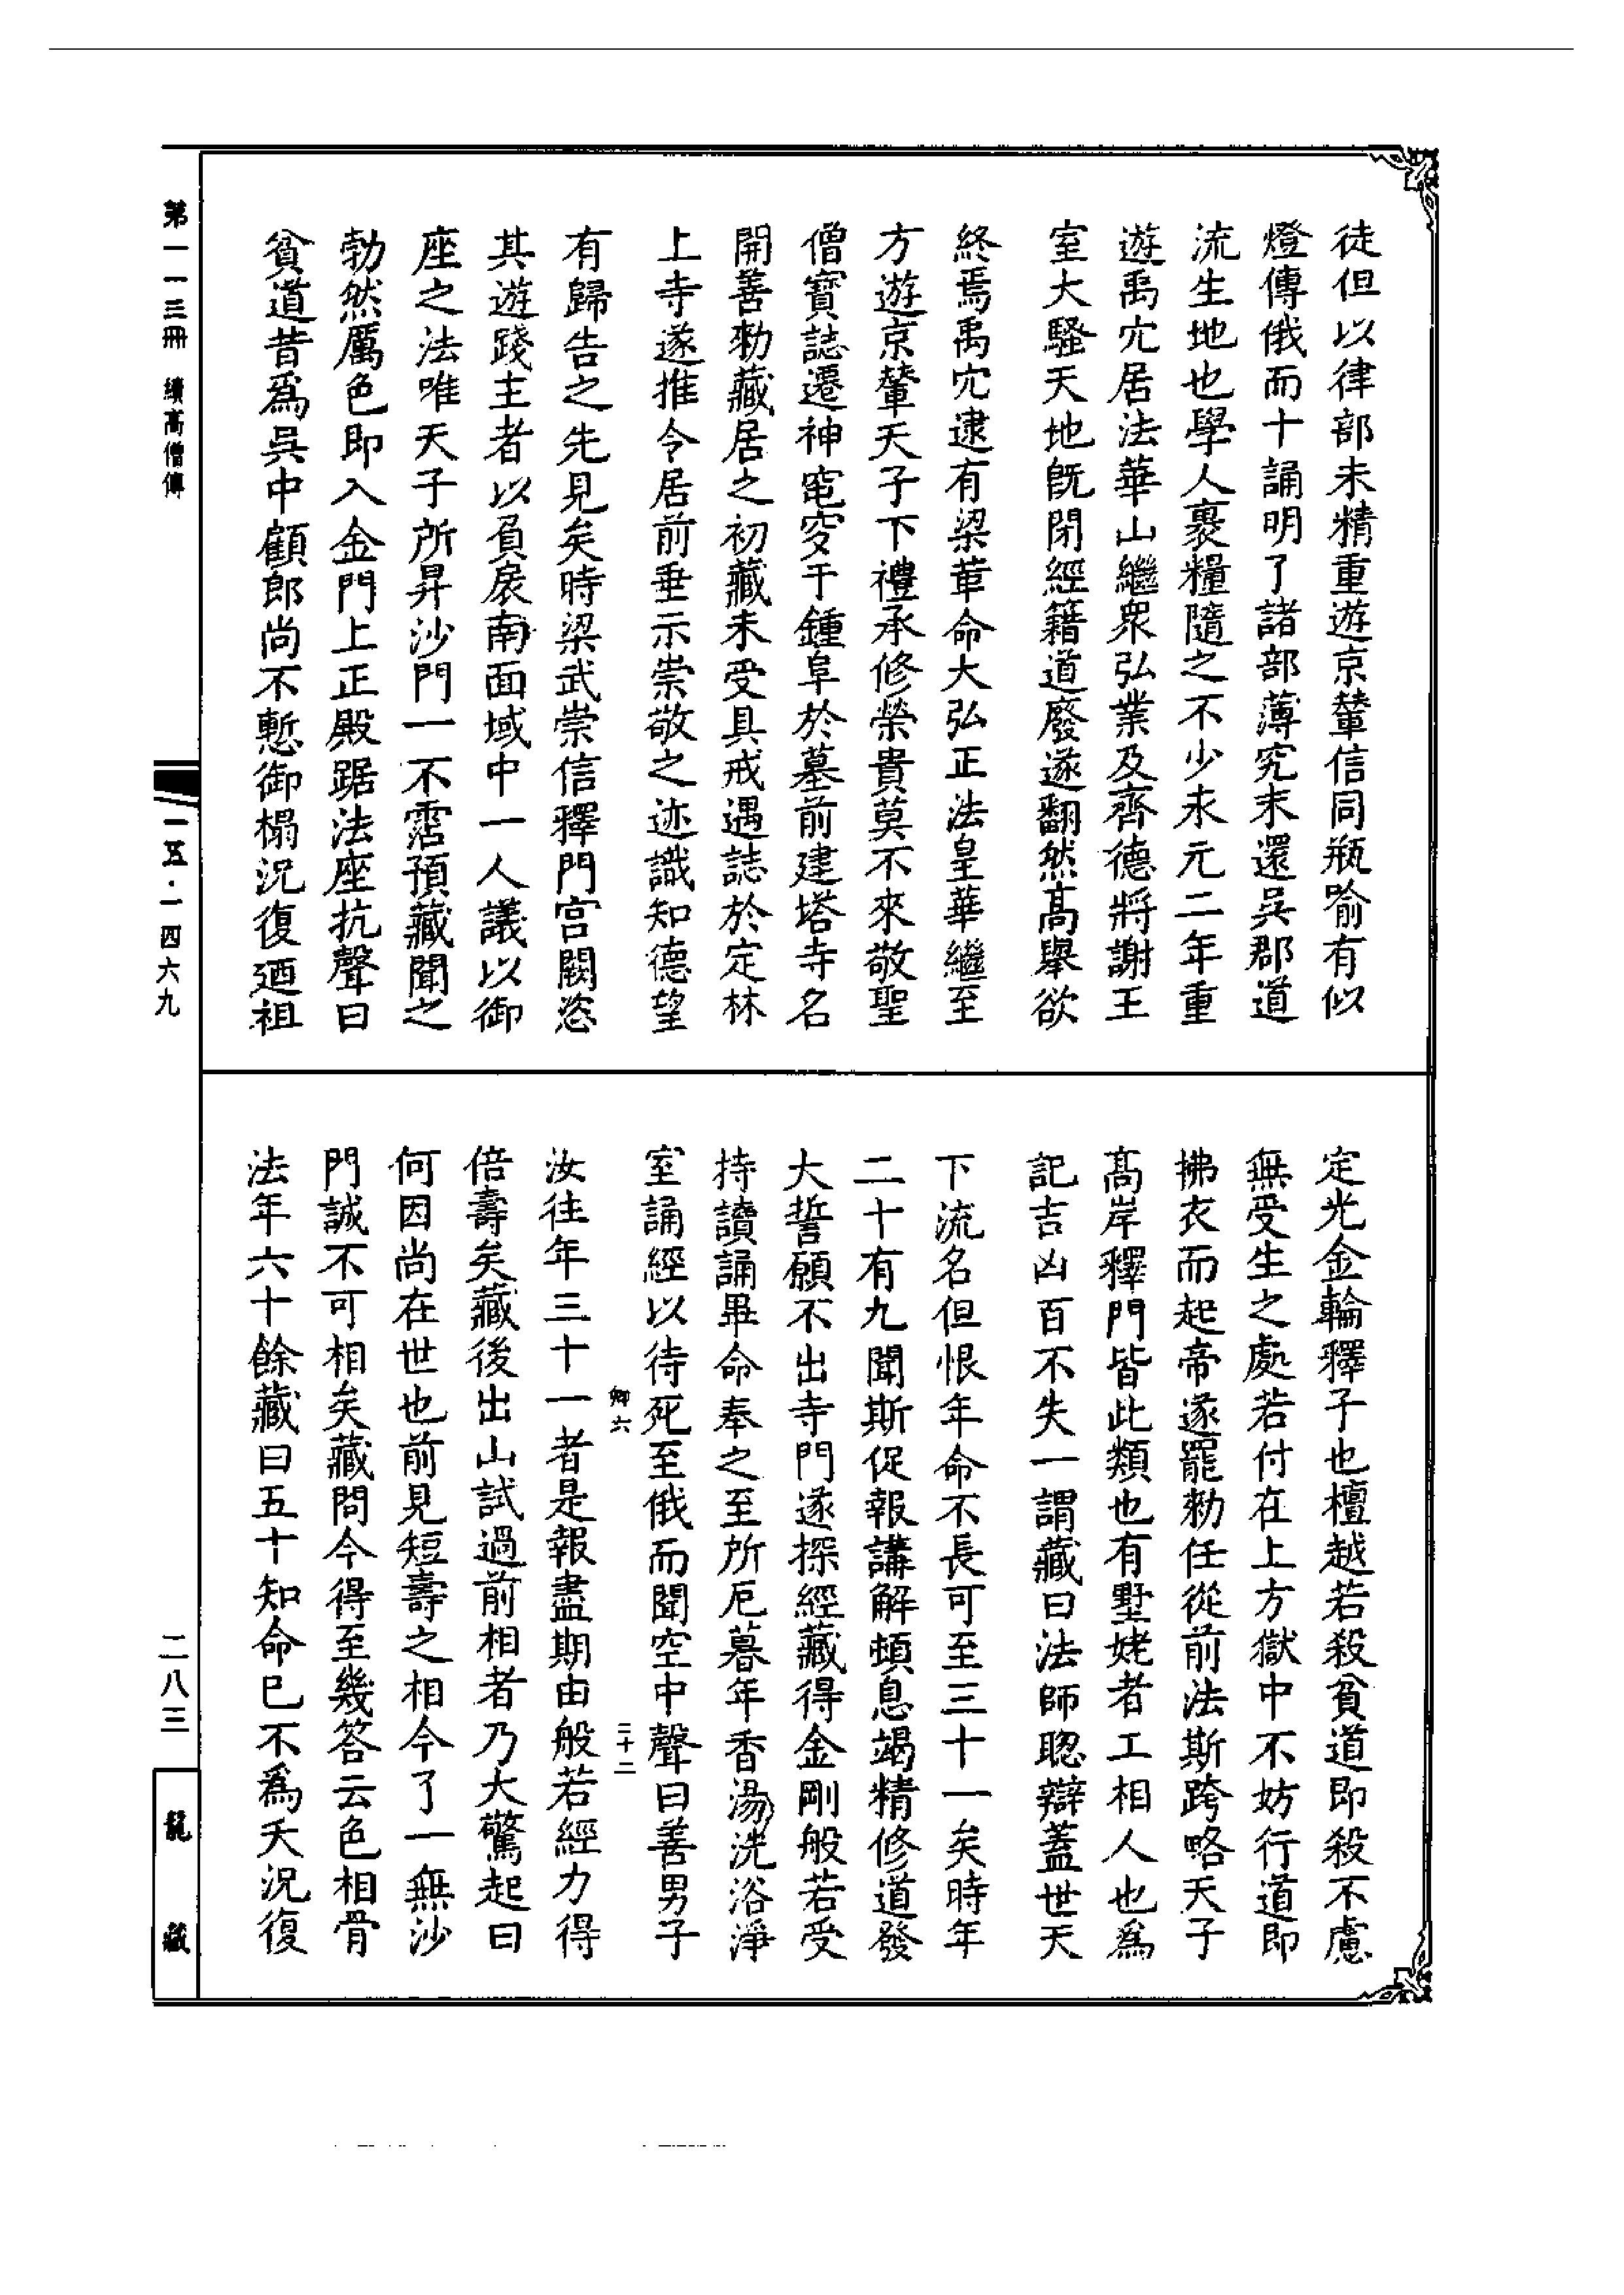 徒但以律部未精重遊京輦信同瓶喻有似
燈傳俄而十誦明了諸部薄究末還吳郡道
流生地也學人裹糧隨之不少永元二年重
遊禹穴居法華山繼衆弘業及齊德將謝王
室大騷天地旣閉經籍道廢遂翻然高舉欲
終焉禹穴逮有梁革命大弘正法皇華繼至
方遊京輦天子下禮承修榮貴莫不來敬聖
僧寶誌遷神窀穸于鍾阜於墓前建塔寺名
開善勑藏居之初藏未受具戒遇誌於定林
上寺遂推令居前垂示崇敬之迹識知德望
有歸告之先見矣時梁武崇信釋門宫闕恣
其遊踐主者以負扆南面域中一人議以御
座之法唯天子所昇沙門一不霑預藏聞之
勃然厲色即入金門上正殿踞法座抗聲曰
貧道昔爲吳中顧郎尚不慙御榻況復廼祖
定光金輪釋子也檀越若殺貧道即殺不慮
無受生之處若付在上方獄中不妨行道即
拂衣而起帝遂罷勑任從前法斯跨略天子
高岸釋門皆此類也有墅姥者工相人也爲
記吉凶百不失一謂藏曰法師聦辯蓋世天
下流名但恨年命不長可至三十一矣時年
二十有九聞斯促報講解頓息竭精修道發
大誓願不出寺門遂探經藏得金剛般若受
持讀誦畢命奉之至所厄暮年香湯洗浴淨
室誦經以待死至俄而聞空中聲曰善男子
卿六
二十二
汝往年三十一者是報盡期由般若經力得
倍壽矣藏後出山試過前相者乃大驚起曰
何因尚在世也前見短壽之相今了一無沙
門誠不可相矣藏問今得至幾答云色相骨
法年六十餘藏曰五十知命已不爲夭況復
第一一三冊　續高僧傳
一一五·一四六九
二八三
龍藏